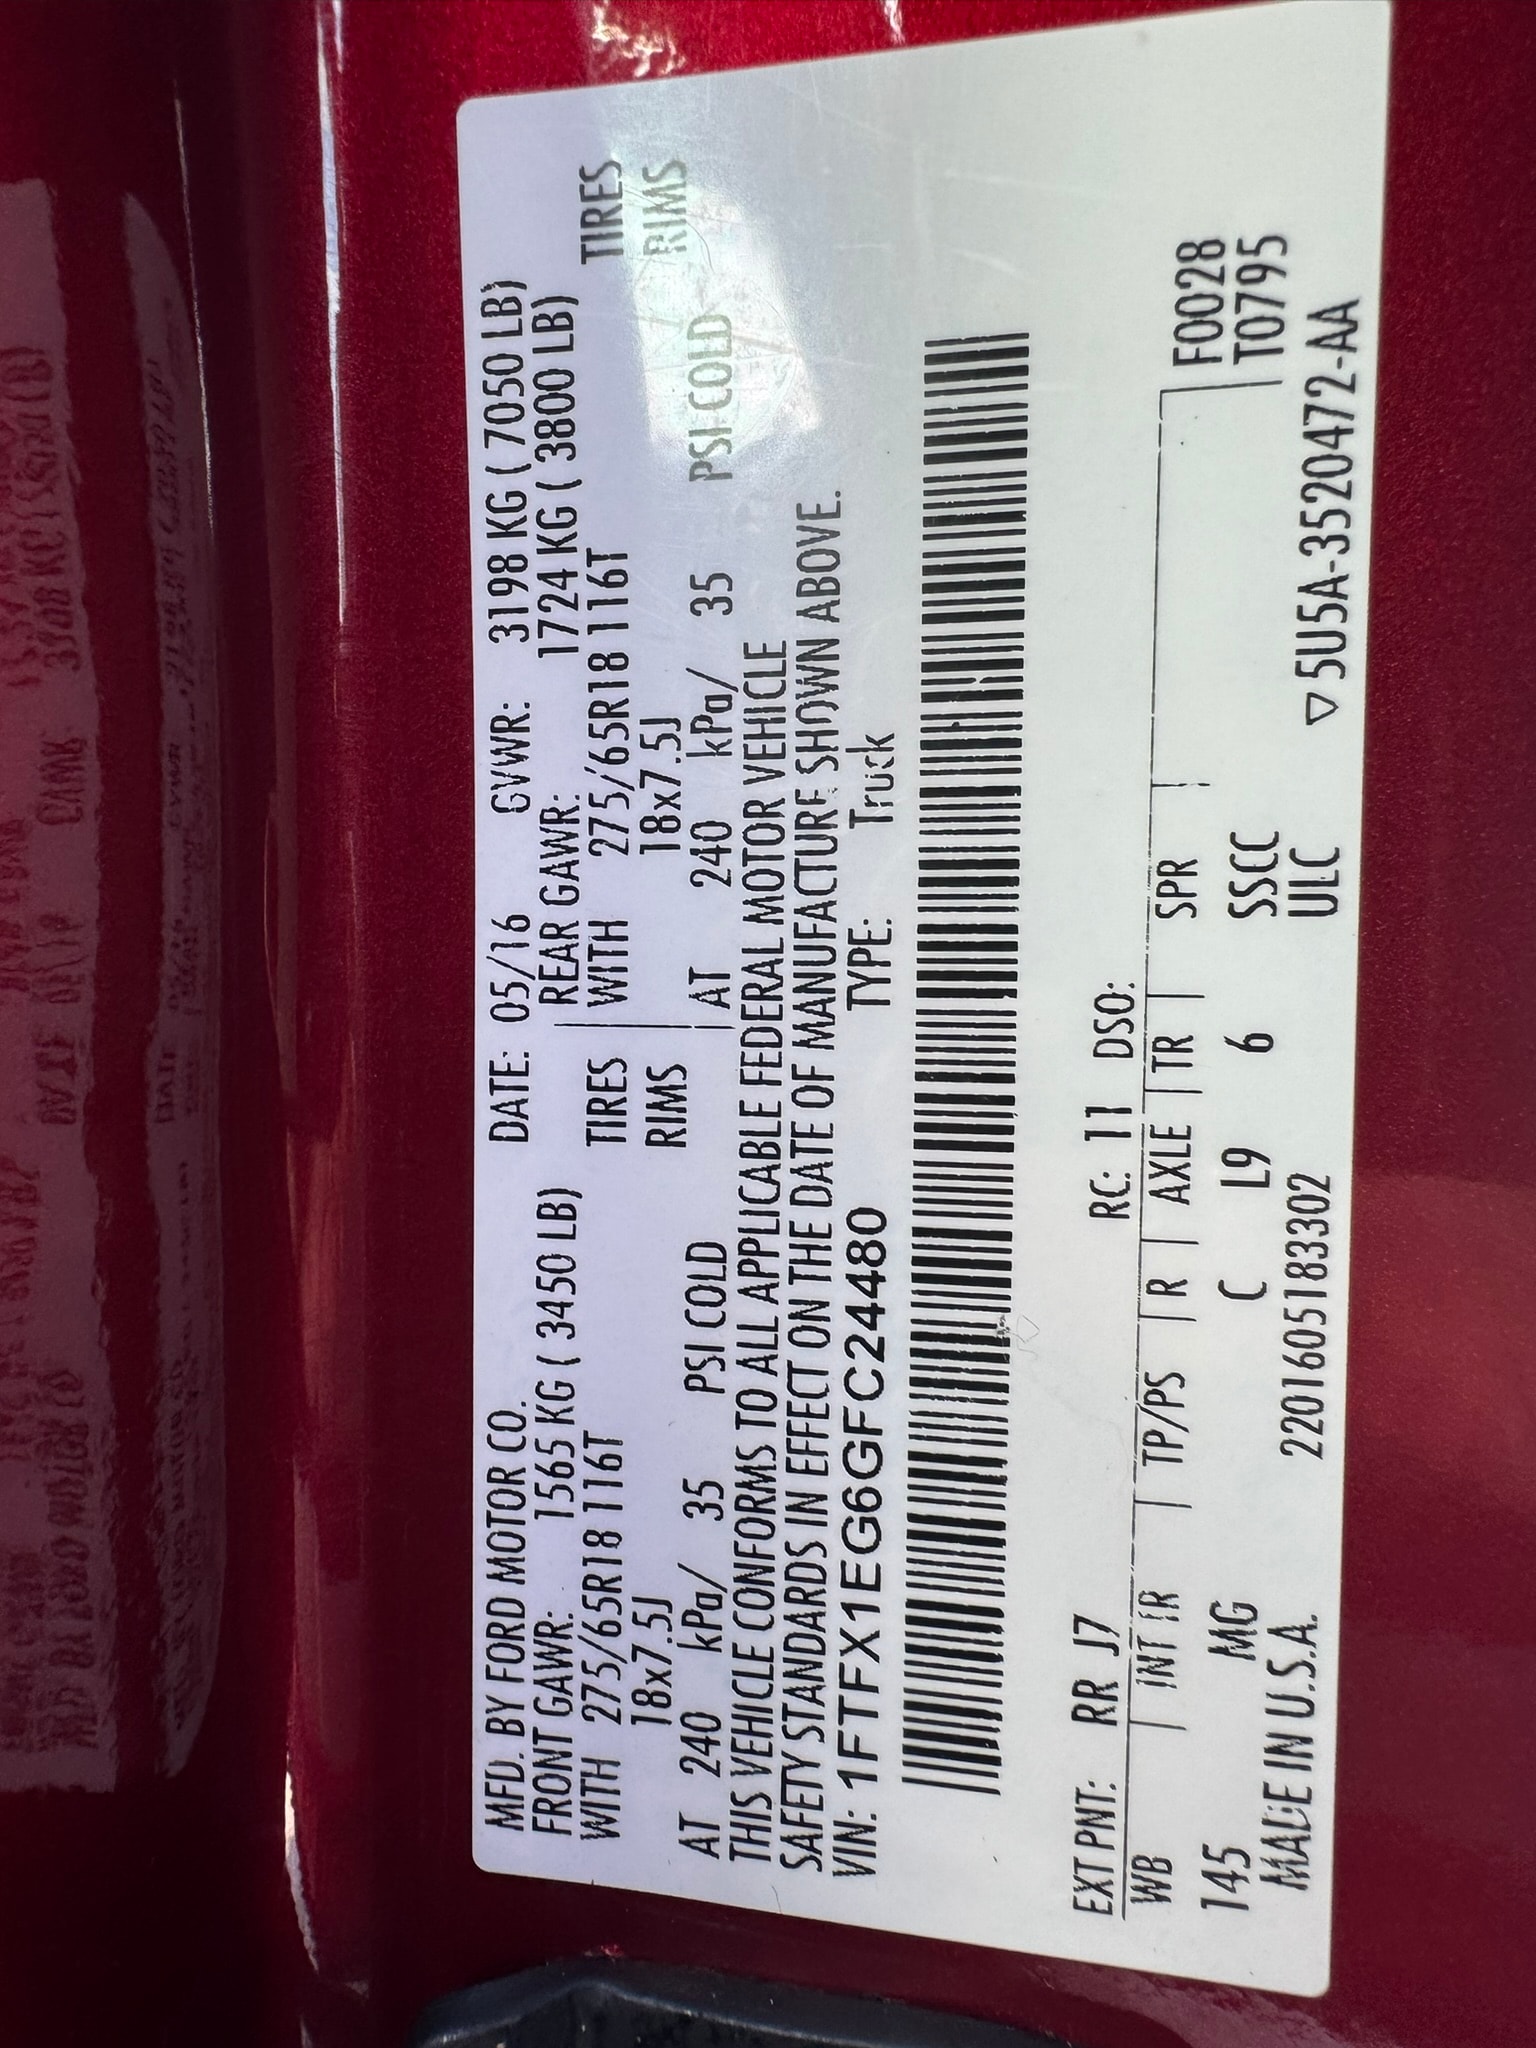 MFD. BY FORD MOTOR CO. DATE: 05/16 GVWR: 3198 KG ( 7050 LB)
FRONT GAWR: 1565 KG ( 3450 LB) REAR GAWR: 1724 KG ( 3800 LB)
WITH 275/65R18 116T TIRES WITH 275/65R18 116T TIRES
18x7.5J RIMS 18x7.5J RIMS
AT 240 kPa/ 35 PSI COLD AT 240 kPa/ 35 PSI COLD
THIS VEHICLE CONFORMS TO ALL APPLICABLE FEDERAL MOTOR VEHICLE
SAFETY STANDARDS IN EFFECT ON THE DATE OF MANUFACTURE SHOWN ABOVE.
VIN: 1FTFX1EG6GFC24480 TYPE: Truck
EXT PNT: RR J7 RC: 11 DSO:
WB INT TR TP/PS R AXLE TR SPR F0028
145 MG C L9 6 SSCC T0795
MADE IN U.S.A. 2201605183302 ULC ▽5U5A-3520472-AA